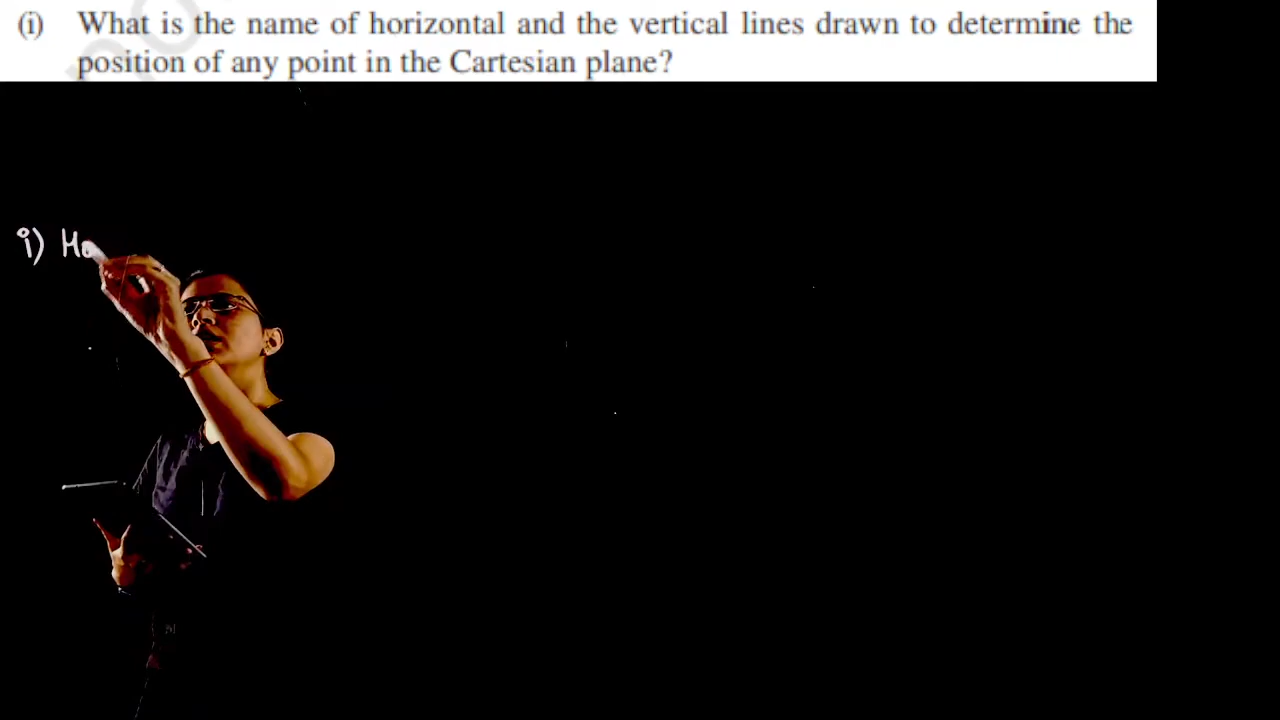 (i) What is the name of horizontal and the vertical lines drawn to determine the
position of any point in the Cartesian plane?
i) Ho